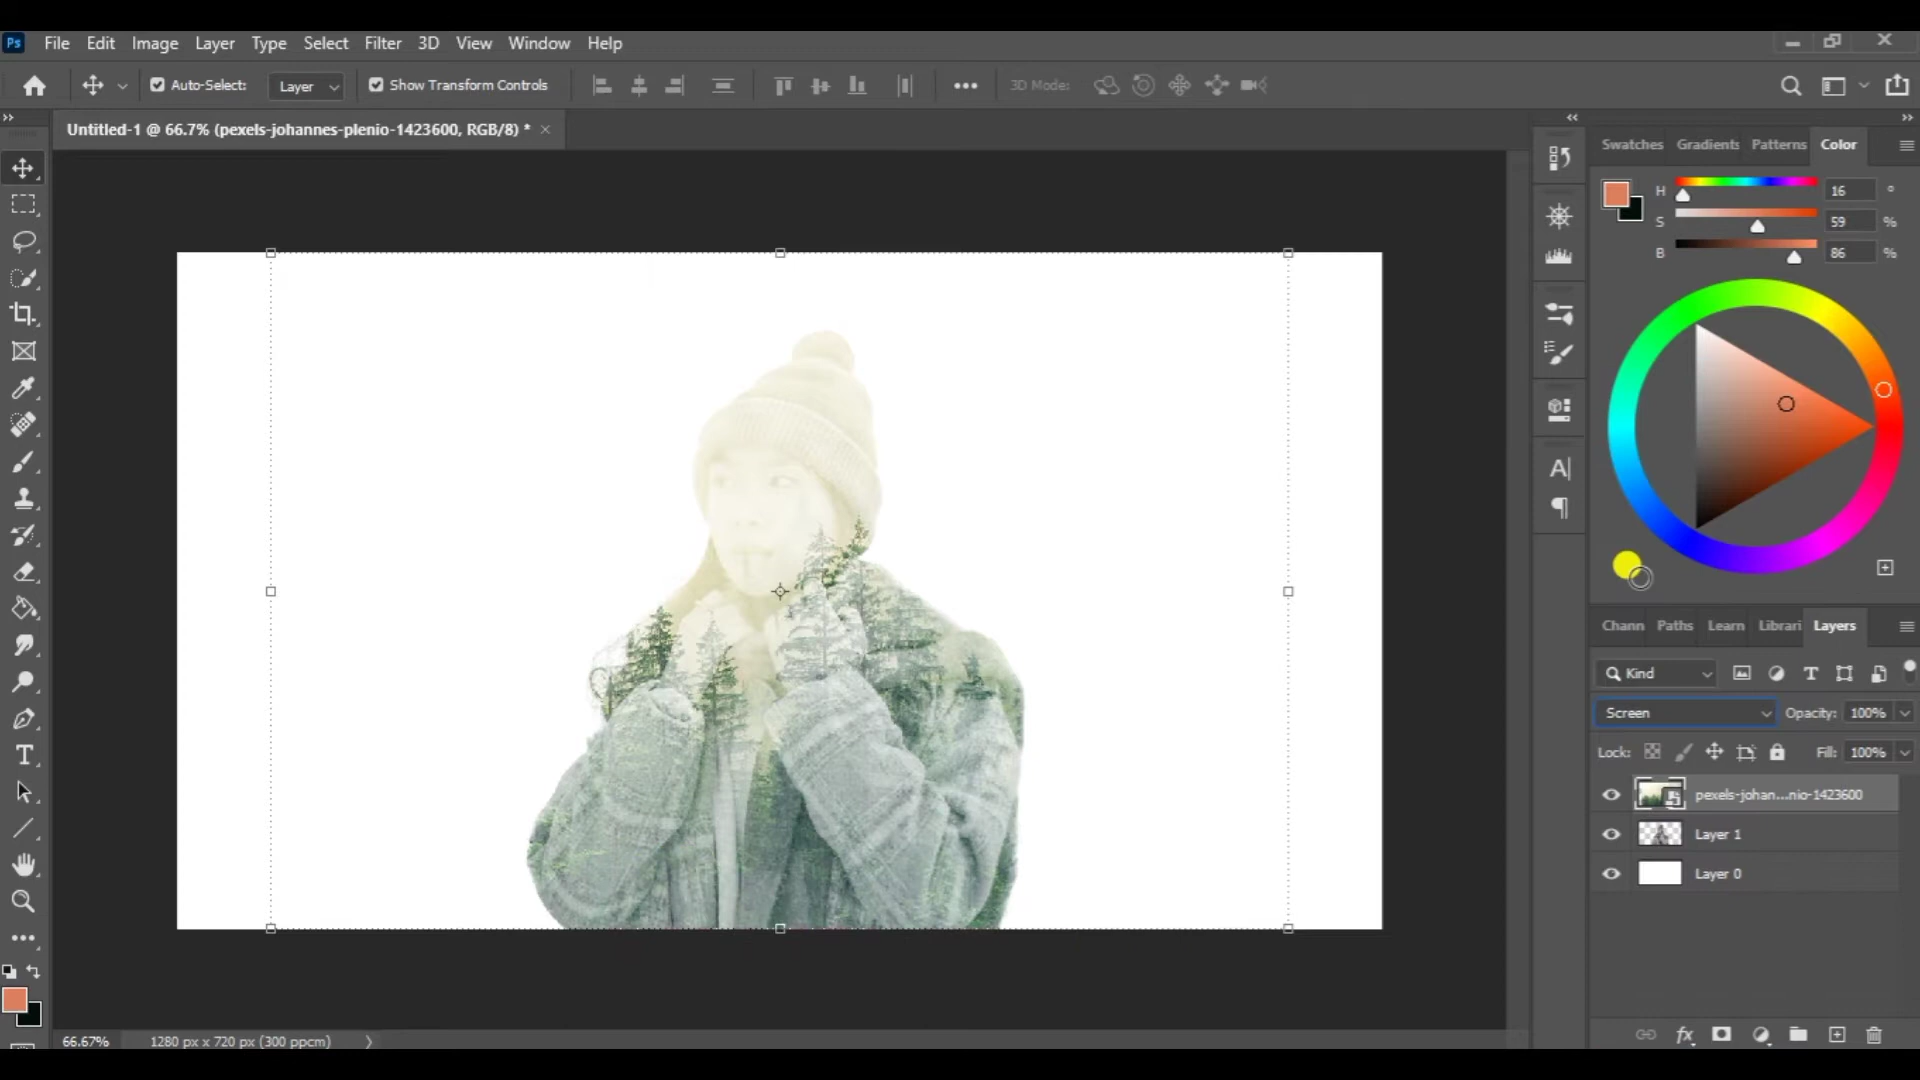 Ps File Edit Image Layer Type Select Filter 3D View Window Help
Auto-Select: Layer Show Transform Controls 3D Mode:
Untitled-1 @ 66.7% (pexels-johannes-plenio-1423600, RGB/8) *
Swatches Gradients Patterns Color
H 16 °
S 59 %
B 86 %
Chann Paths Learn Librari Layers
Kind
Screen Opacity: 100%
Lock: Fill: 100%
pexels-johan...nio-1423600
Layer 1
Layer 0
fx
66.67% 1280 px x 720 px (300 ppcm)